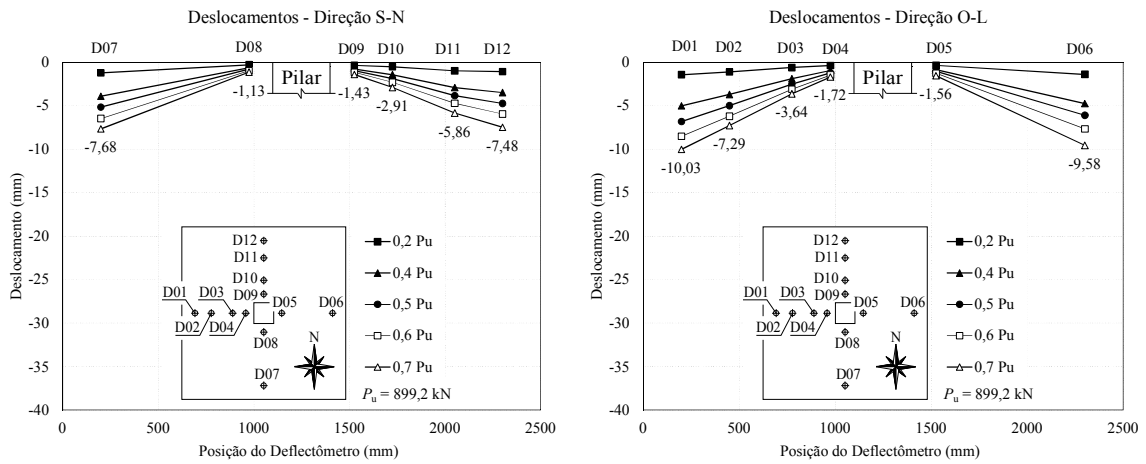 Deslocamentos - Direção S-N
D07
D08
D09
D10
D11
D12
Pilar
-1,13
-1,43
-2,91
-5,86
-7,68
-7,48
0
-5
-10
-15
-20
-25
-30
-35
-40
Deslocamento (mm)
D12
D11
D10
D01
D03
D09
D05
D06
D02
D04
D08
N
D07
0,2 Pu
0,4 Pu
0,5 Pu
0,6 Pu
0,7 Pu
Pu = 899,2 kN
0
500
1000
1500
2000
2500
Posição do Deflectômetro (mm)
Deslocamentos - Direção O-L
D01
D02
D03
D04
D05
D06
Pilar
-1,72
-1,56
-3,64
-7,29
-10,03
-9,58
0
-5
-10
-15
-20
-25
-30
-35
-40
Deslocamento (mm)
D12
D11
D10
D01
D03
D09
D05
D06
D02
D04
D08
N
D07
0,2 Pu
0,4 Pu
0,5 Pu
0,6 Pu
0,7 Pu
Pu = 899,2 kN
0
500
1000
1500
2000
2500
Posição do Deflectômetro (mm)